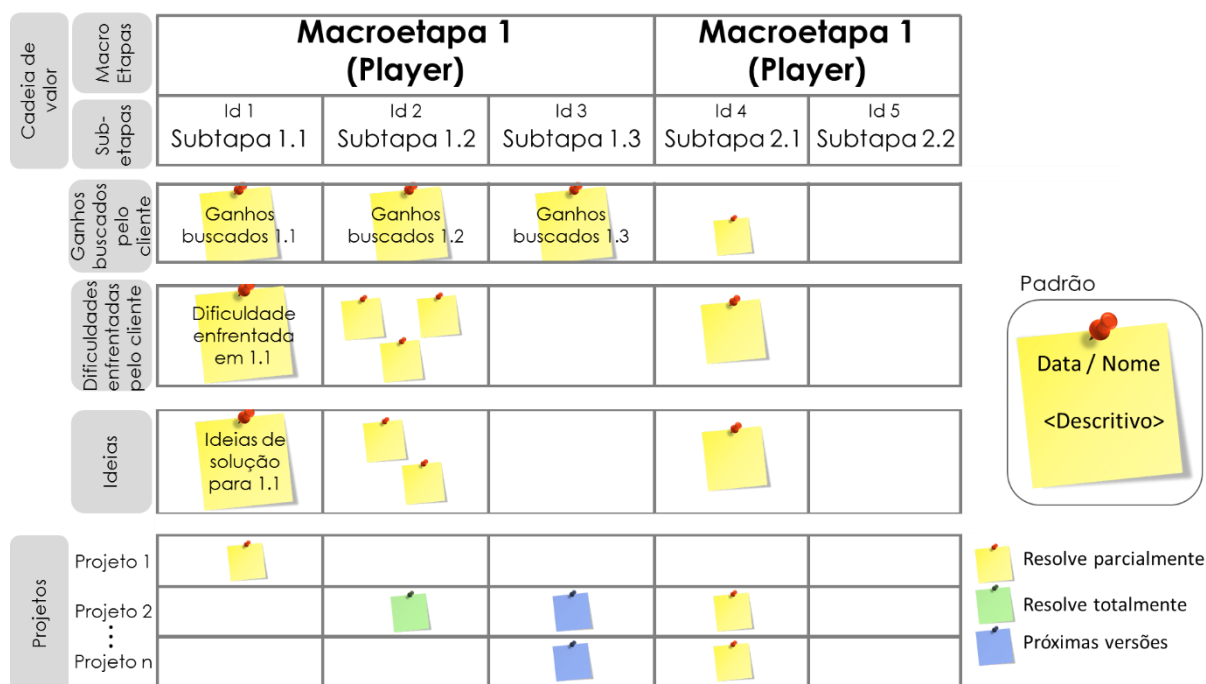 Cadeia de
valor
Macro
Etapas
Macroetapa 1
(Player)
Macroetapa 1
(Player)
Sub-
etapas
Id 1
Subtapa 1.1
Id 2
Subtapa 1.2
Id 3
Subtapa 1.3
Id 4
Subtapa 2.1
Id 5
Subtapa 2.2
Ganhos
buscados
pelo
cliente
Ganhos
buscados 1.1
Ganhos
buscados 1.2
Ganhos
buscados 1.3
Dificuldades
enfrentadas
pelo cliente
Dificuldade
enfrentada
em 1.1
Ideias
Ideias de
solução
para 1.1
Projetos
Projeto 1
Projeto 2
Projeto n
Padrão
Data / Nome
<Descritivo>
Resolve parcialmente
Resolve totalmente
Próximas versões